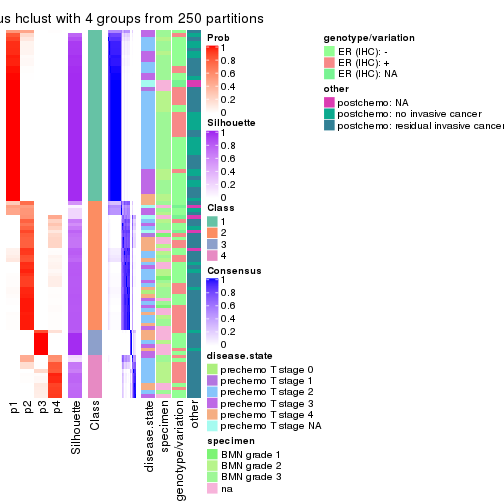 us hclust with 4 groups from 250 partitions
Prob
1
0.8
0.6
0.4
0.2
0
Silhouette
1
0.8
0.6
0.4
0.2
0
Class
1
2
3
4
Consensus
1
0.8
0.6
0.4
0.2
0
disease.state
prechemo T stage 0
prechemo T stage 1
prechemo T stage 2
prechemo T stage 3
prechemo T stage 4
prechemo T stage NA
specimen
BMN grade 1
BMN grade 2
BMN grade 3
na
genotype/variation
ER (IHC): -
ER (IHC): +
ER (IHC): NA
other
postchemo: NA
postchemo: no invasive cancer
postchemo: residual invasive cancer
p1
p2
p3
p4
Silhouette
Class
disease.state
specimen
genotype/variation
other